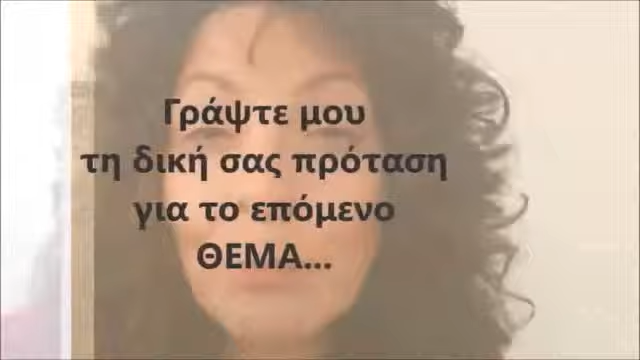 Γράψτε μου
τη δική σας πρόταση
για το επόμενο
ΘΕΜΑ...